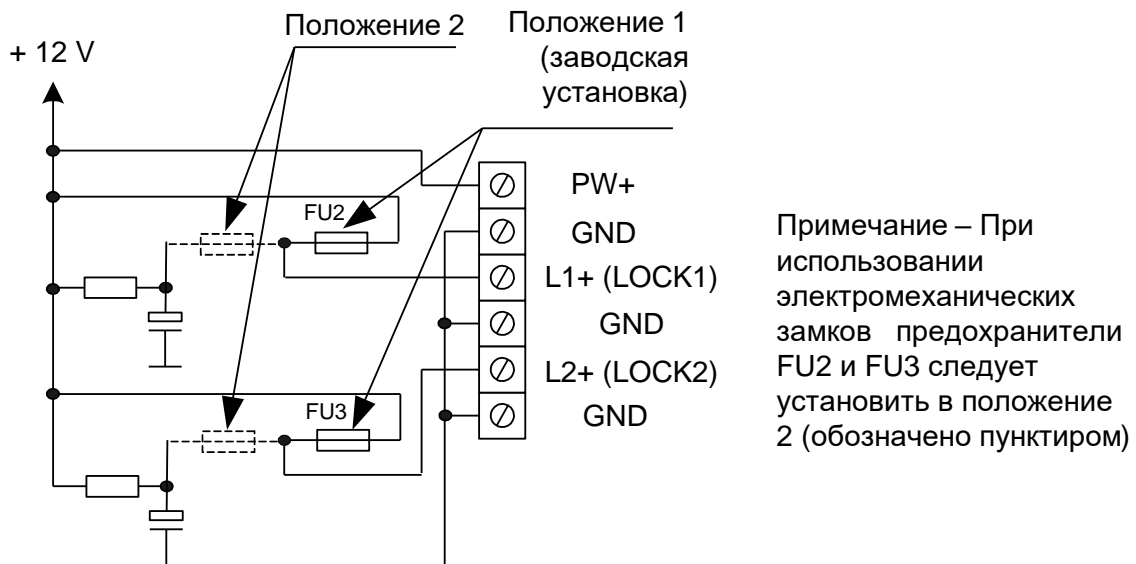 Положение 2
Положение 1
(заводская
установка)
+ 12 V
PW+
FU2
GND
L1+ (LOCK1)
GND
L2+ (LOCK2)
FU3
GND
Примечание – При
использовании
электромеханических
замков предохранители
FU2 и FU3 следует
установить в положение
2 (обозначено пунктиром)